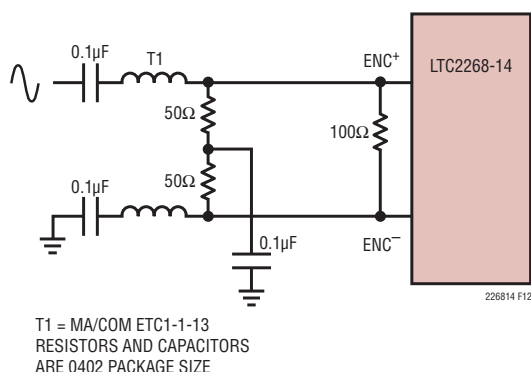 0.1µF
T1
ENC+
LTC2268-14
50Ω
100Ω
50Ω
0.1µF
0.1µF
ENC–
226814 F12
T1 = MA/COM ETC1-1-13
RESISTORS AND CAPACITORS
ARE 0402 PACKAGE SIZE